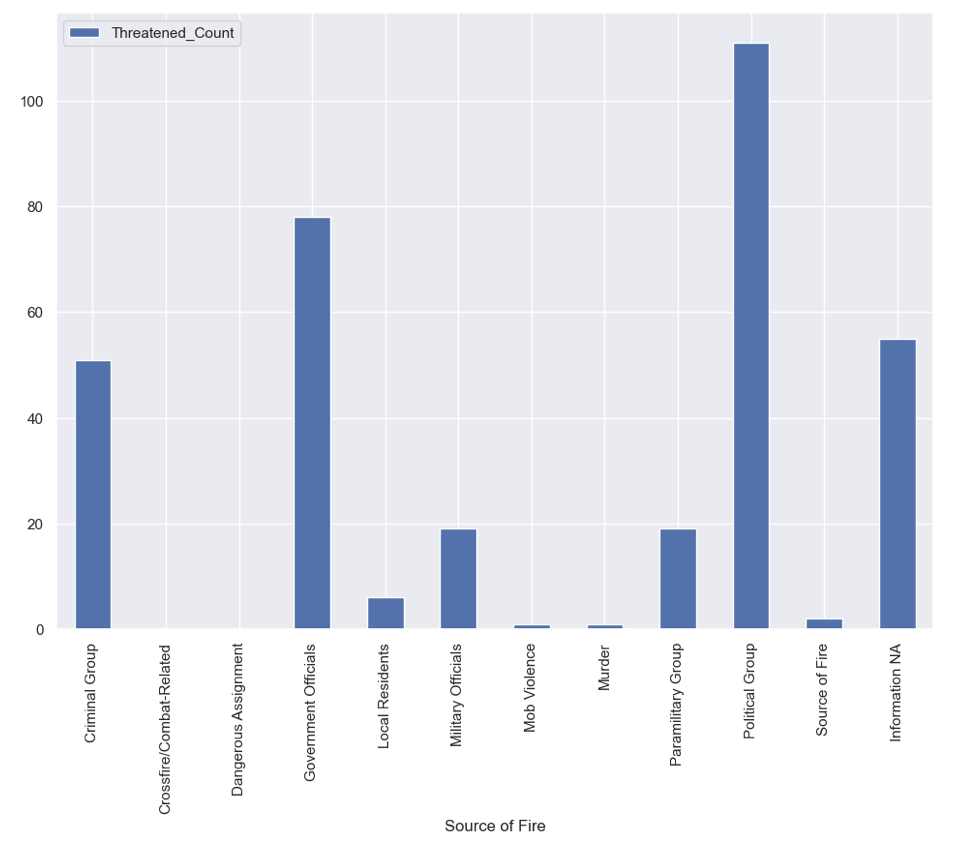 Threatened_Count
100
80
60
40
20
0
Criminal Group
Crossfire/Combat-Related
Dangerous Assignment
Government Officials
Local Residents
Military Officials
Mob Violence
Murder
Paramilitary Group
Political Group
Source of Fire
Information NA
Source of Fire